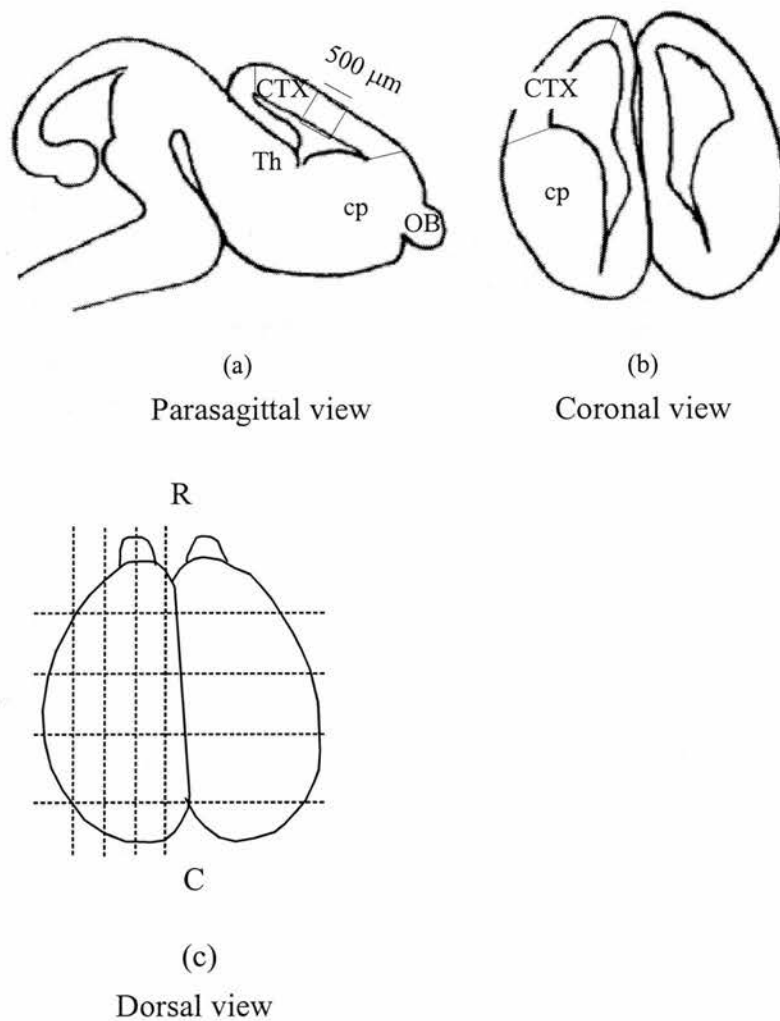 500 μm
CTX
Th
cp
OB
CTX
cp
(a)
Parasagittal view
(b)
Coronal view
R
C
(c)
Dorsal view